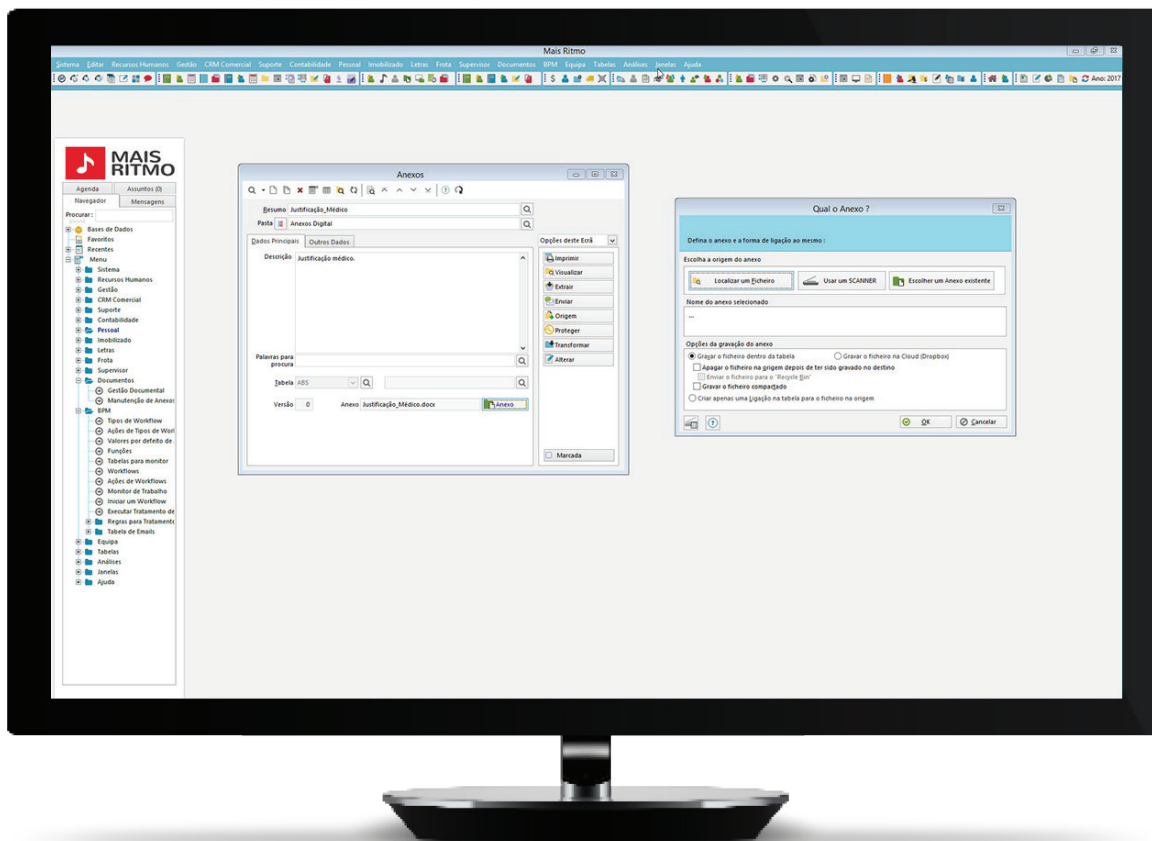 Mais Ritmo
Sistema Editar Recursos Humanos Gestão CRM Comercial Suporte Contabilidade Pessoal Imobilizado Letras Frota Supervisor Documentos BPM Equipa Tabelas Análises Janelas Ajuda
Ano: 2017
MAIS
RITMO
Agenda Assuntos (0)
Navegador Mensagens
Procurar :
Bases de Dados
Favoritos
Recentes
Menu
Sistema
Recursos Humanos
Gestão
CRM Comercial
Suporte
Contabilidade
Pessoal
Imobilizado
Letras
Frota
Supervisor
Documentos
Gestão Documental
Manutenção de Anexos
BPM
Tipos de Workflow
Ações de Tipos de Worl
Valores por defeito de
Funções
Tabelas para monitor
Workflows
Ações de Workflows
Monitor de Trabalho
Iniciar um Workflow
Executar Tratamento de
Regras para Tratamento
Tabela de Emails
Equipa
Tabelas
Análises
Janelas
Ajuda
Anexos
Resumo Justificação_Médico
Pasta Anexos Digital
Dados Principais Outros Dados
Descrição Justificação médico.
Palavras para
procura
Tabela ABS
Versão 0 Anexo Justificação_Médico.docx Anexo
Opções deste Ecrã
Imprimir
Visualizar
Extrair
Enviar
Origem
Proteger
Transformar
Alterar
Marcada
Qual o Anexo ?
Defina o anexo e a forma de ligação ao mesmo :
Escolha a origem do anexo
Localizar um Ficheiro Usar um SCANNER Escolher um Anexo existente
Nome do anexo selecionado
...
Opções da gravação do anexo
Gravar o ficheiro dentro da tabela Gravar o ficheiro na Cloud (Dropbox)
Apagar o ficheiro na origem depois de ter sido gravado no destino
Enviar o ficheiro para o 'Recycle Bin'
Gravar o ficheiro compactado
Criar apenas uma Ligação na tabela para o ficheiro na origem
OK Cancelar